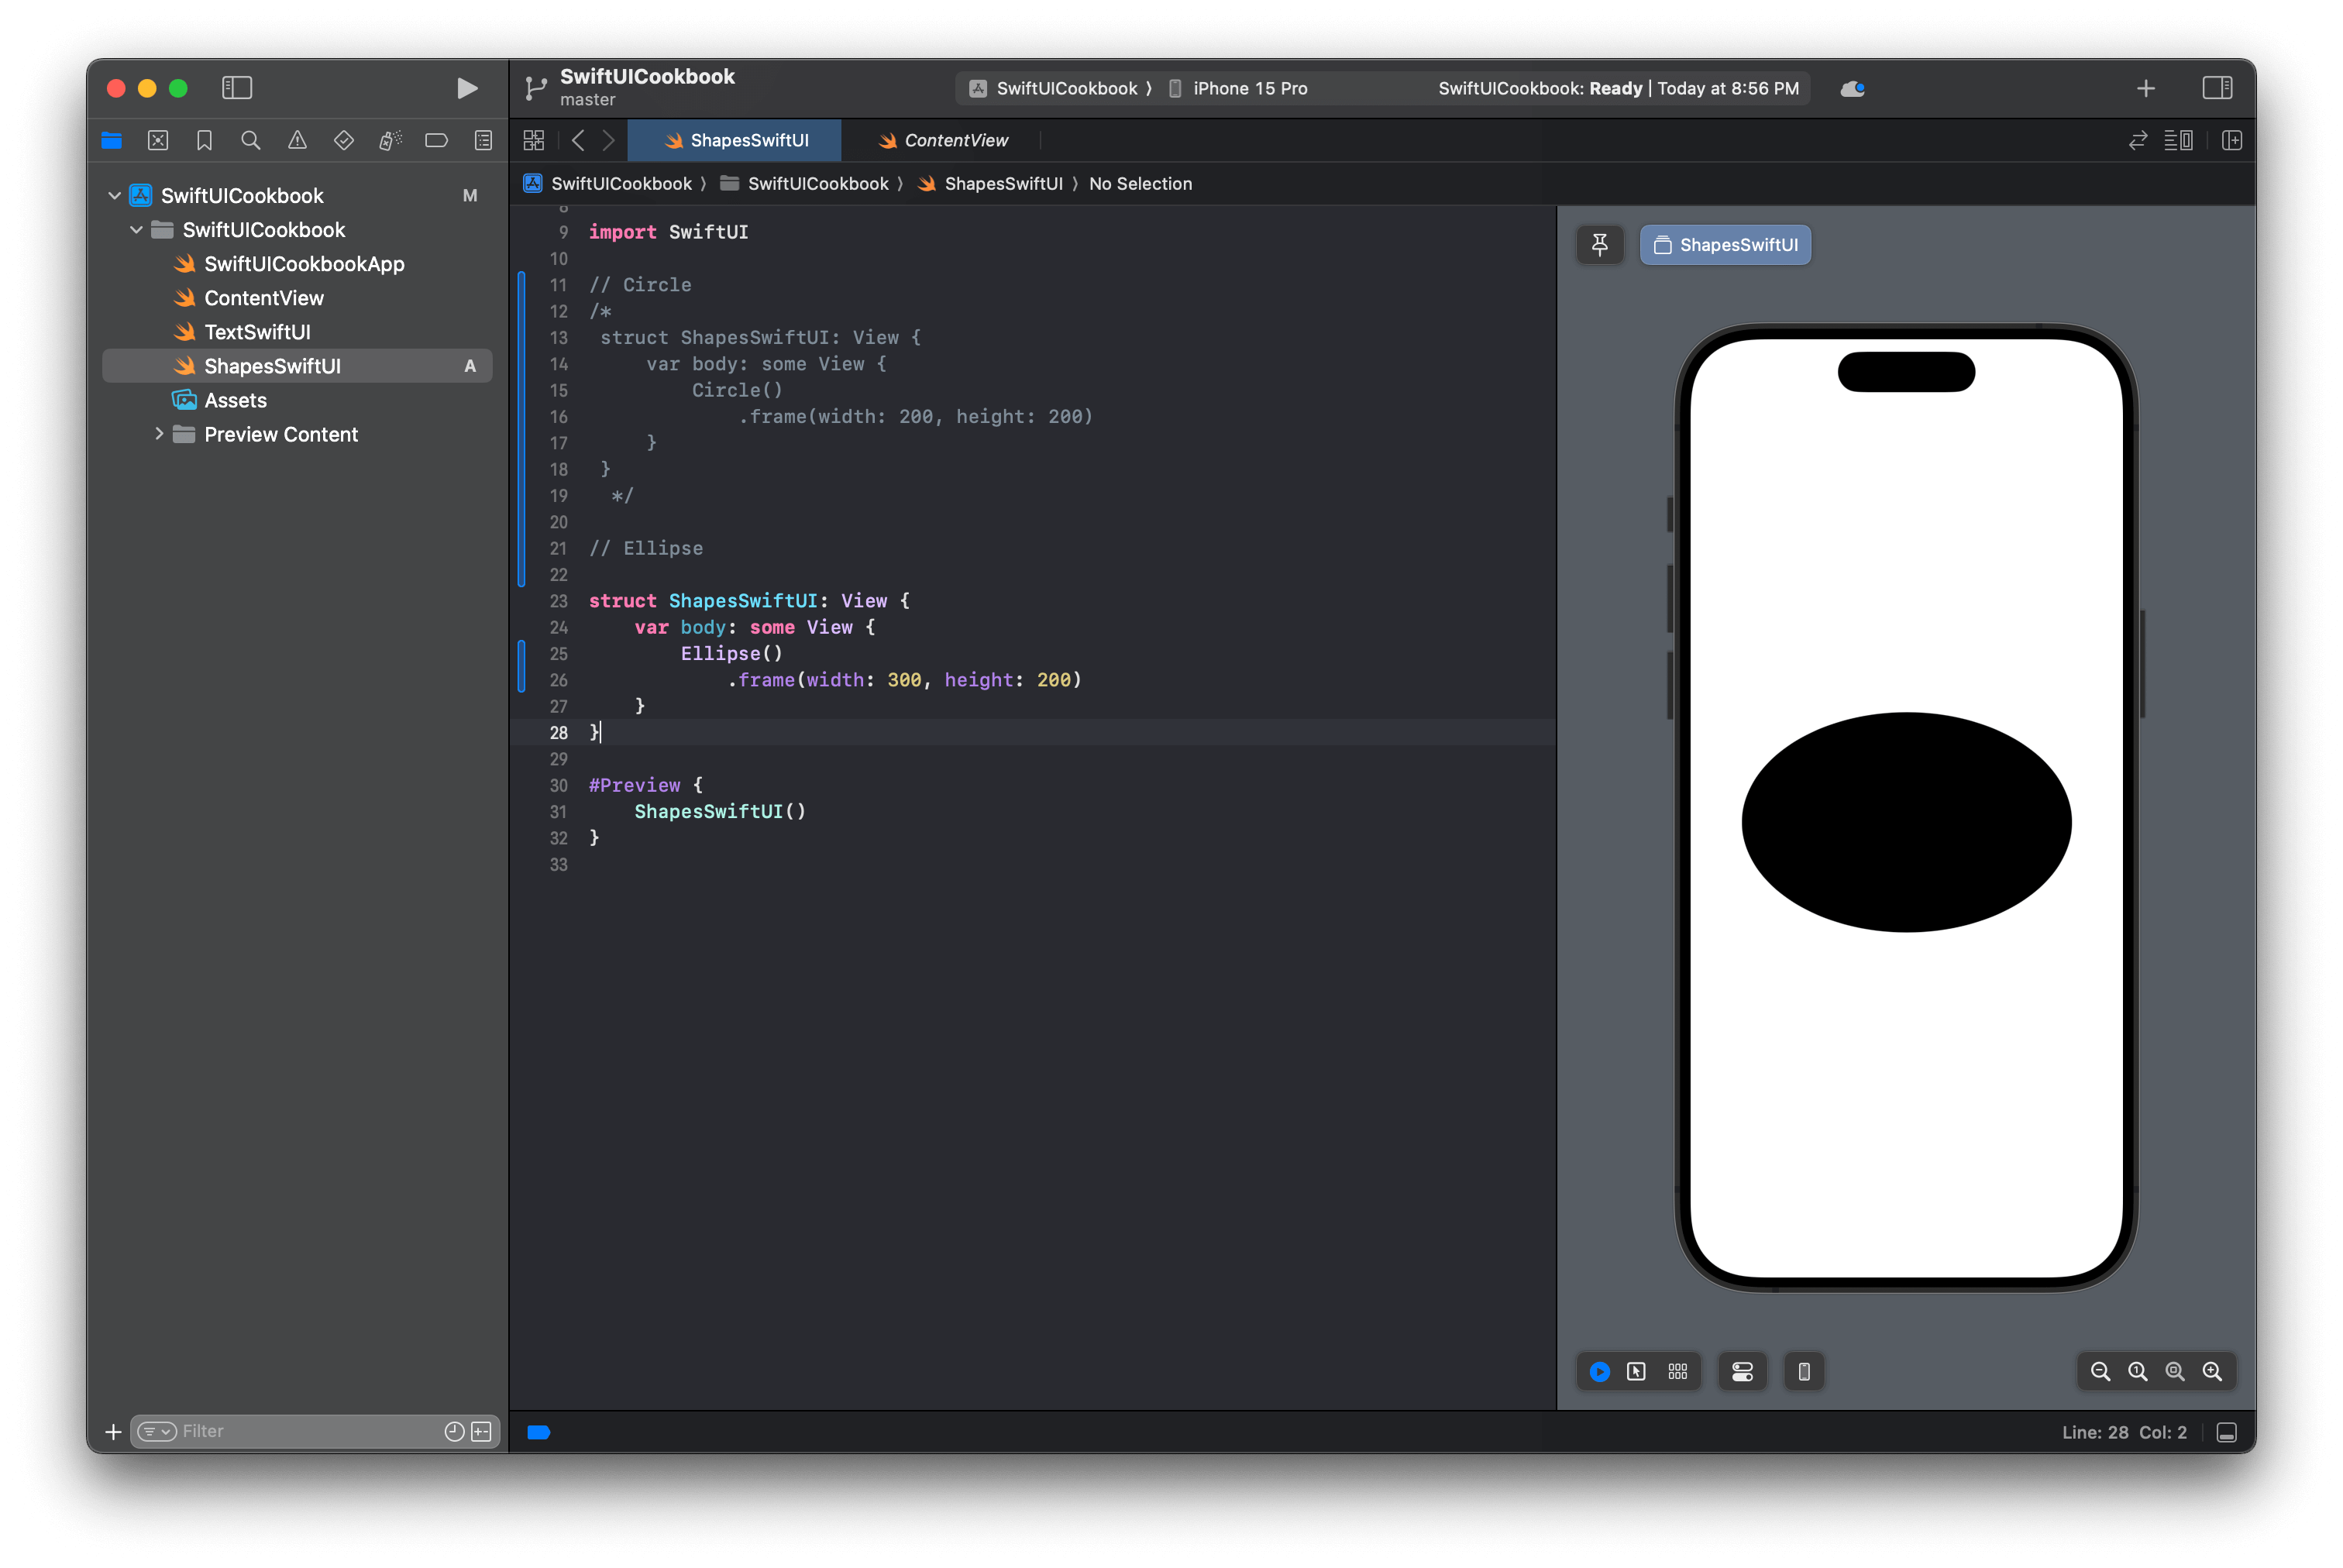 SwiftUICookbook
master
SwiftUICookbook ⟩ iPhone 15 Pro
SwiftUICookbook: Ready | Today at 8:56 PM
ShapesSwiftUI
ContentView
SwiftUICookbook ⟩ SwiftUICookbook ⟩ ShapesSwiftUI ⟩ No Selection
SwiftUICookbook M
SwiftUICookbook
SwiftUICookbookApp
ContentView
TextSwiftUI
ShapesSwiftUI A
Assets
Preview Content
Filter
8
9 import SwiftUI
10
11 // Circle
12 /*
13  struct ShapesSwiftUI: View {
14      var body: some View {
15          Circle()
16              .frame(width: 200, height: 200)
17      }
18  }
19   */
20
21 // Ellipse
22
23 struct ShapesSwiftUI: View {
24     var body: some View {
25         Ellipse()
26             .frame(width: 300, height: 200)
27     }
28 }
29
30 #Preview {
31     ShapesSwiftUI()
32 }
33
ShapesSwiftUI
Line: 28 Col: 2